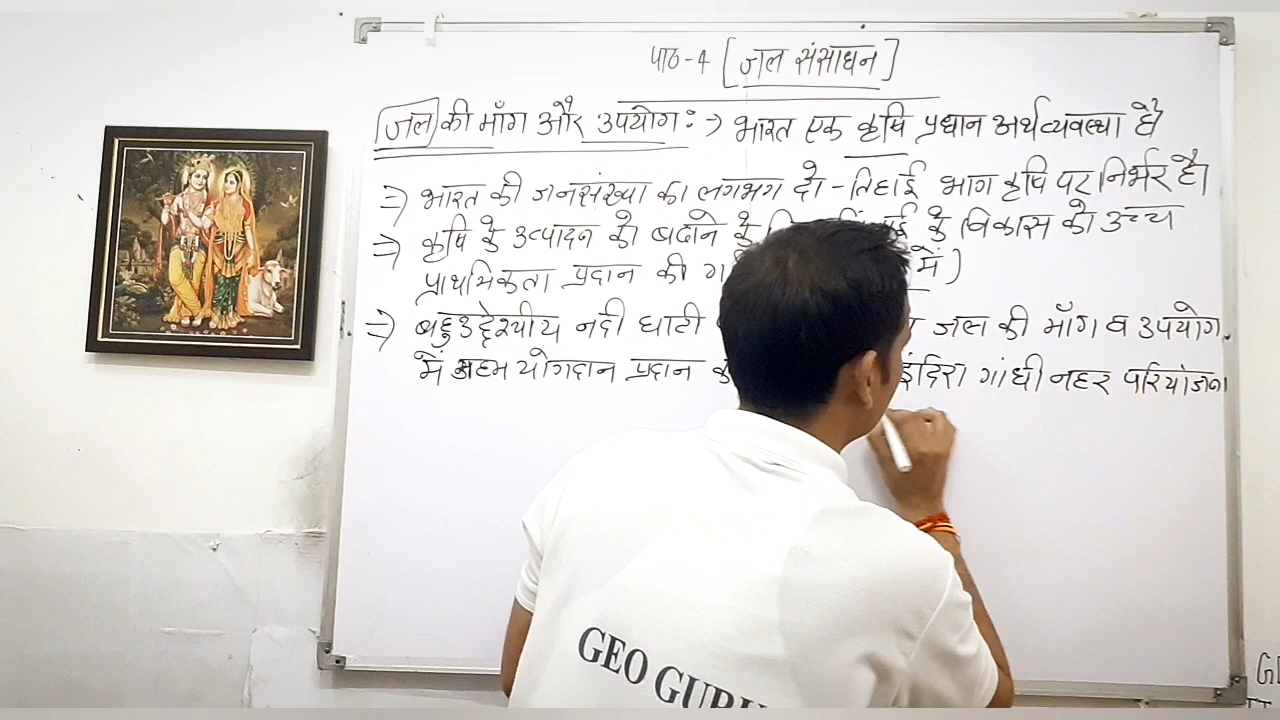 पाठ-4 [जल संसाधन]
जल की माँग और उपयोग :→ भारत एक कृषि प्रधान अर्थव्यवस्था है
⇒ भारत की जनसंख्या का लगभग दो-तिहाई भाग कृषि पर निर्भर है।
⇒ कृषि के उत्पादन को बढाने के के विकास को उच्च
प्राथमिकता प्रदान की में)
⇒ बहुउद्देश्यीय नदी घाटी जल की माँग व उपयोग
में अहम योगदान प्रदान इंदिरा गांधी नहर परियोजना
GEO GURU